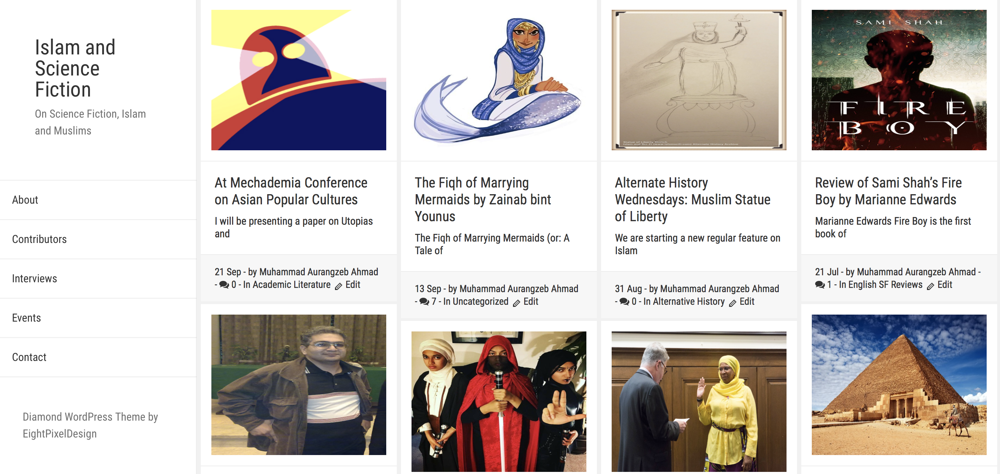 Islam and
Science
Fiction
On Science Fiction, Islam
and Muslims
About
Contributors
Interviews
Events
Contact
Diamond WordPress Theme by
EightPixelDesign
At Mechademia Conference
on Asian Popular Cultures
I will be presenting a paper on Utopias
and
21 Sep - by Muhammad Aurangzeb Ahmad
- 0 - In Academic Literature Edit
The Fiqh of Marrying
Mermaids by Zainab bint
Younus
The Fiqh of Marrying Mermaids (or: A
Tale of
13 Sep - by Muhammad Aurangzeb Ahmad
- 7 - In Uncategorized Edit
Statue of Liberty Sketch
Islam and Sci-Fi (www.islamscifi.com) Alternate History Archive
Alternate History
Wednesdays: Muslim Statue
of Liberty
We are starting a new regular feature on
Islam
31 Aug - by Muhammad Aurangzeb Ahmad
- 0 - In Alternative History Edit
SAMI SHAH
FIRE
BOY
Review of Sami Shah’s Fire
Boy by Marianne Edwards
Marianne Edwards Fire Boy is the first
book of
21 Jul - by Muhammad Aurangzeb Ahmad -
1 - In English SF Reviews Edit